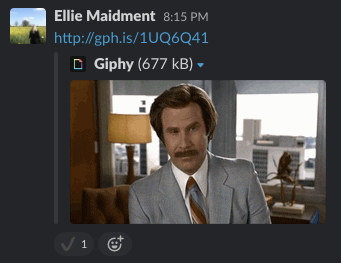 Ellie Maidment 8:15 PM
http://gph.is/1UQ6Q41
Giphy (677 kB)
1